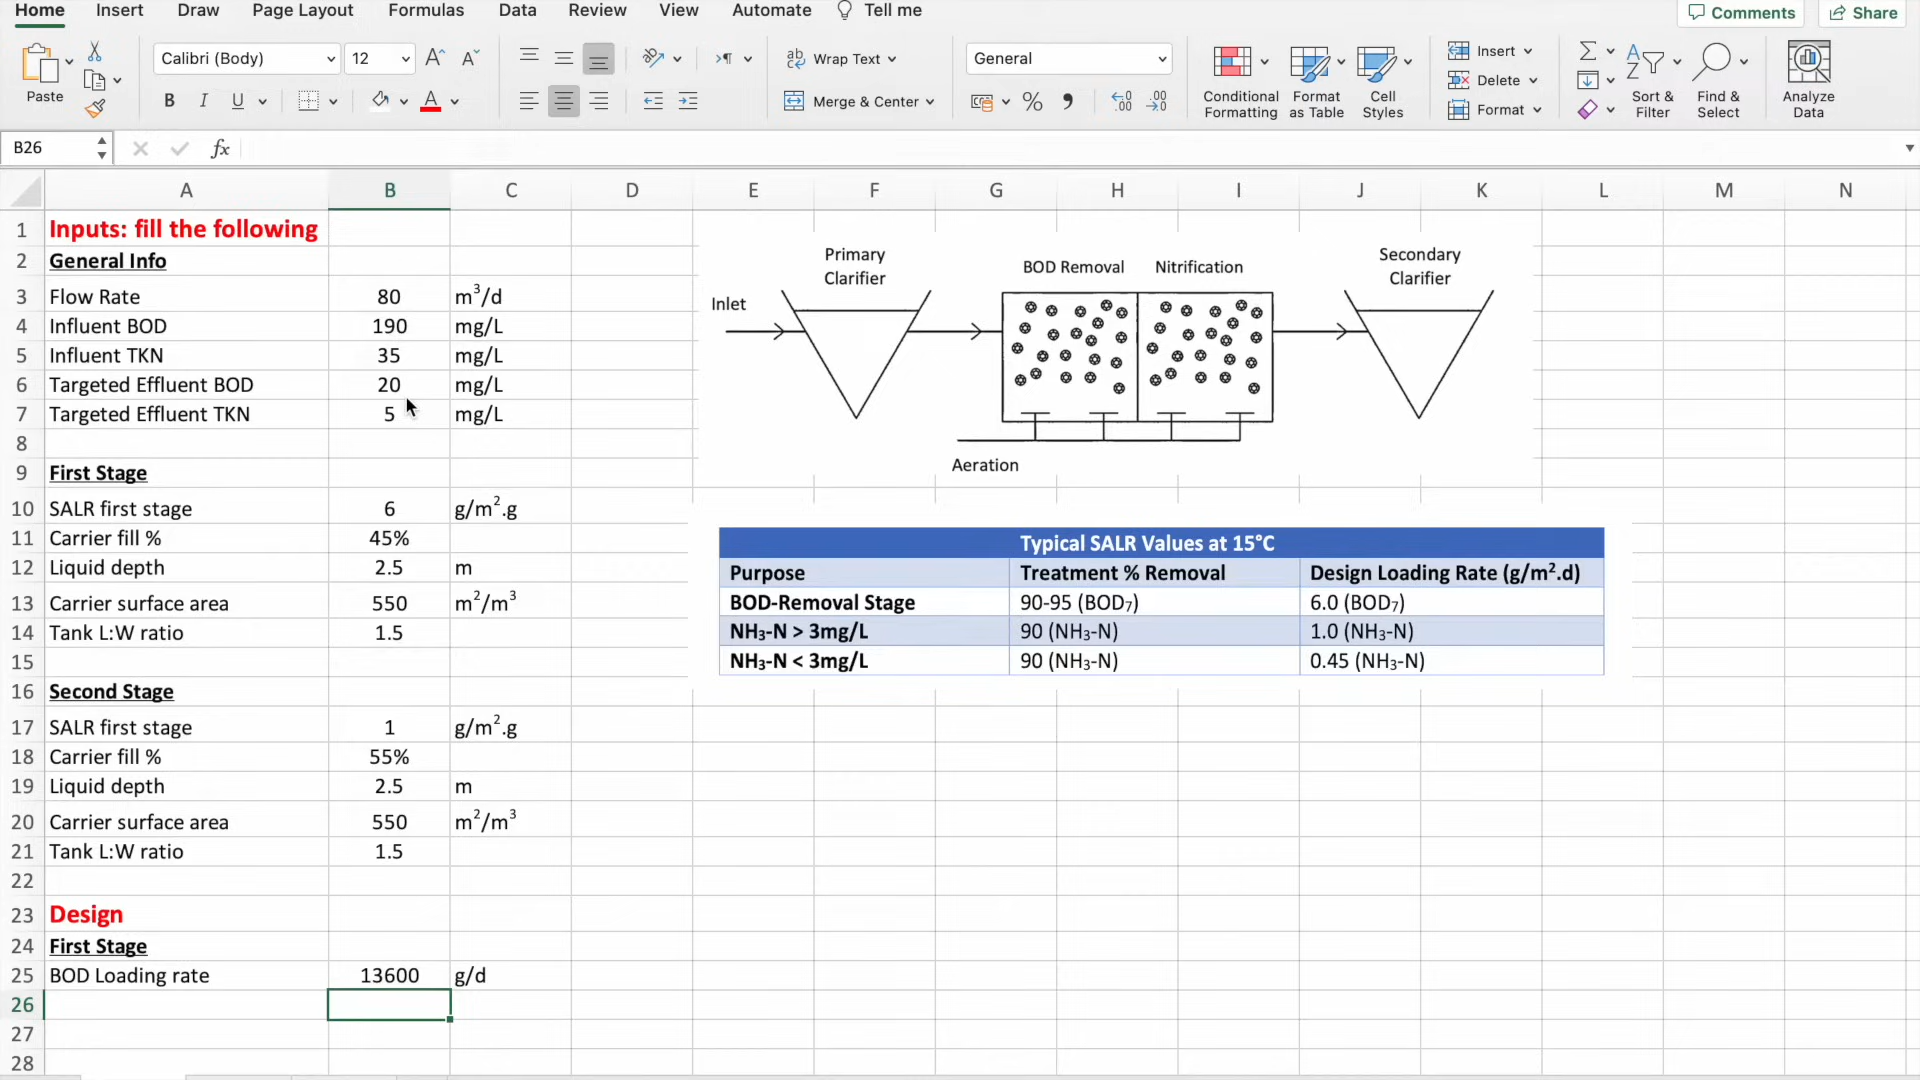 Home Insert Draw Page Layout Formulas Data Review View Automate Tell me Comments Share
Calibri (Body) 12 Wrap Text General Insert
Paste B I U A Merge & Center Conditional Formatting Format as Table Cell Styles Delete Format Sort & Filter Find & Select Analyze Data
B26 fx
A B C D E F G H I J K L M N
1 Inputs: fill the following
2 General Info
3 Flow Rate 80 m³/d
4 Influent BOD 190 mg/L
5 Influent TKN 35 mg/L
6 Targeted Effluent BOD 20 mg/L
7 Targeted Effluent TKN 5 mg/L
8
9 First Stage
10 SALR first stage 6 g/m².g
11 Carrier fill % 45%
12 Liquid depth 2.5 m
13 Carrier surface area 550 m²/m³
14 Tank L:W ratio 1.5
15
16 Second Stage
17 SALR first stage 1 g/m².g
18 Carrier fill % 55%
19 Liquid depth 2.5 m
20 Carrier surface area 550 m²/m³
21 Tank L:W ratio 1.5
22
23 Design
24 First Stage
25 BOD Loading rate 13600 g/d
26
27
28
Inlet
Primary
Clarifier
BOD Removal Nitrification
Secondary
Clarifier
Aeration
Typical SALR Values at 15°C
Purpose Treatment % Removal Design Loading Rate (g/m².d)
BOD-Removal Stage 90-95 (BOD₇) 6.0 (BOD₇)
NH₃-N > 3mg/L 90 (NH₃-N) 1.0 (NH₃-N)
NH₃-N < 3mg/L 90 (NH₃-N) 0.45 (NH₃-N)